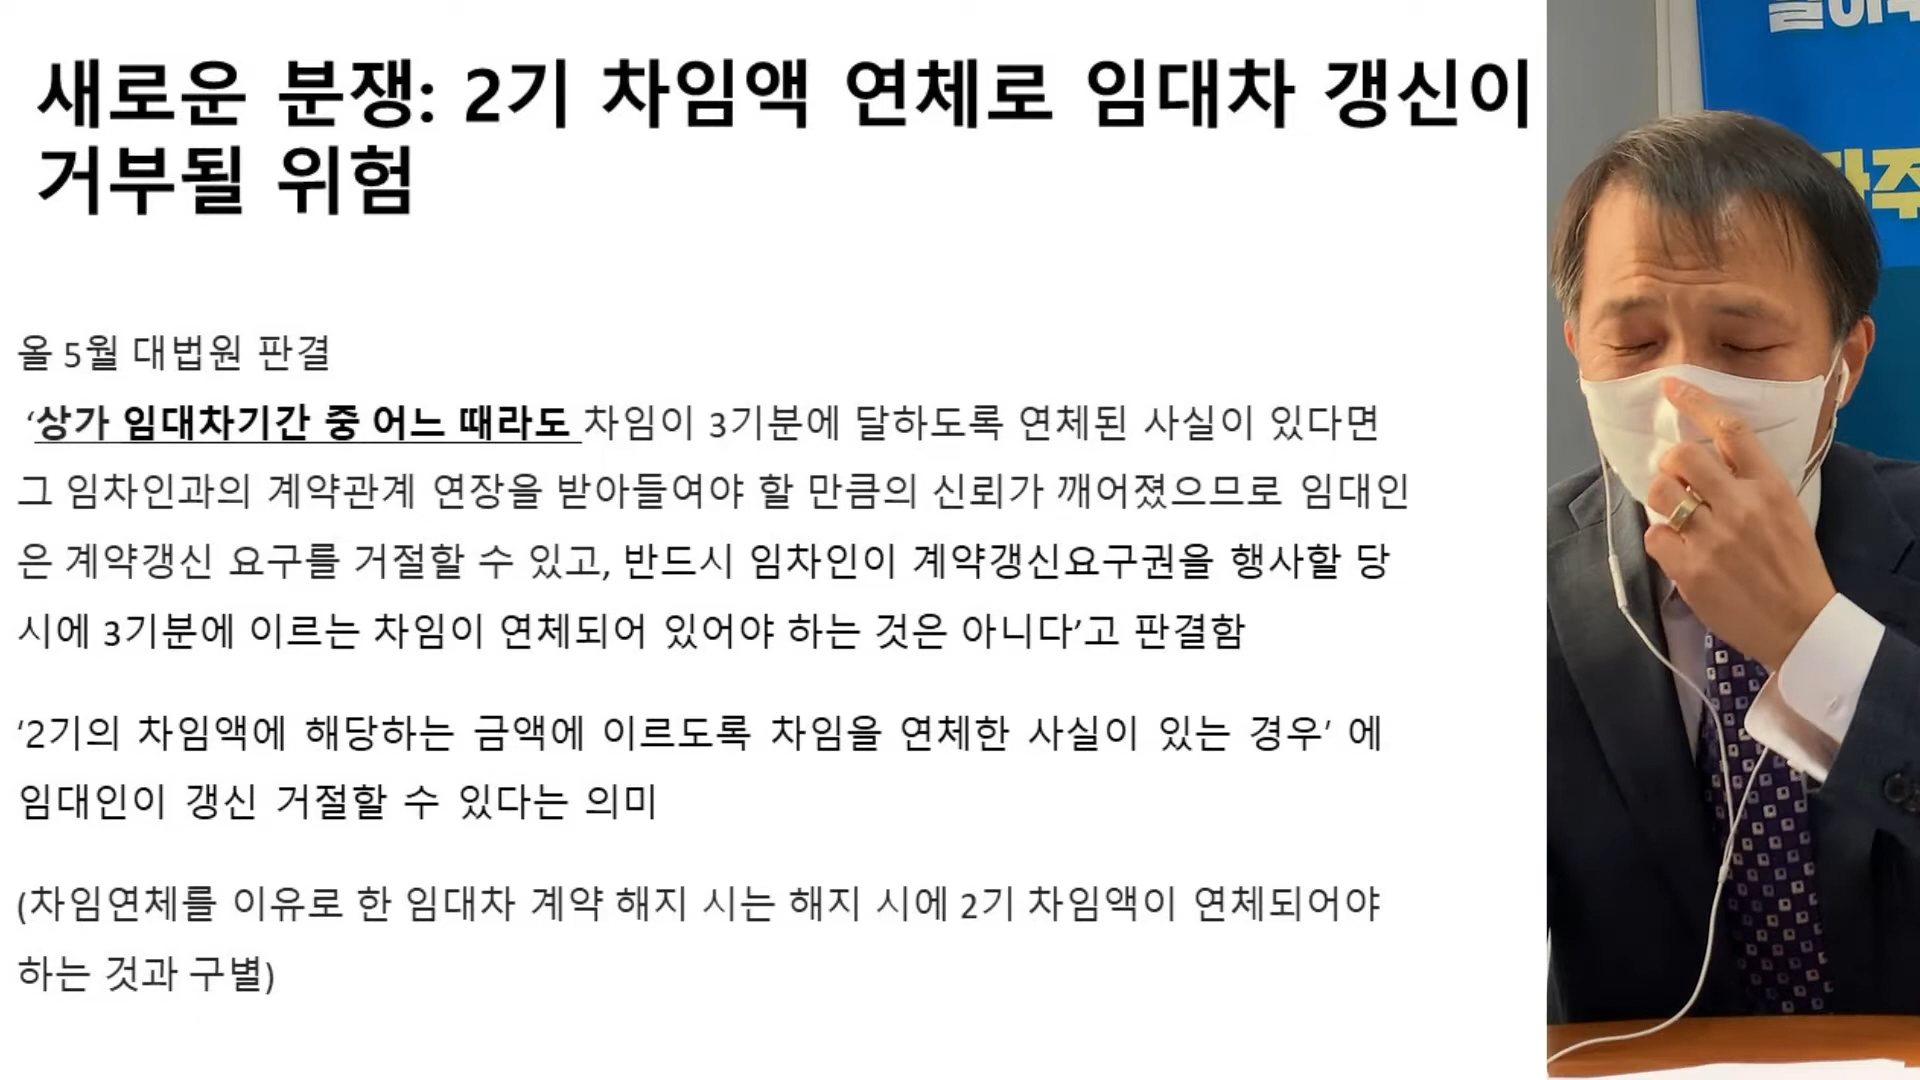 새로운 분쟁: 2기 차임액 연체로 임대차 갱신이
거부될 위험
올 5월 대법원 판결
‘상가 임대차기간 중 어느 때라도 차임이 3기분에 달하도록 연체된 사실이 있다면
그 임차인과의 계약관계 연장을 받아들여야 할 만큼의 신뢰가 깨어졌으므로 임대인
은 계약갱신 요구를 거절할 수 있고, 반드시 임차인이 계약갱신요구권을 행사할 당
시에 3기분에 이르는 차임이 연체되어 있어야 하는 것은 아니다’고 판결함
‘2기의 차임액에 해당하는 금액에 이르도록 차임을 연체한 사실이 있는 경우’ 에
임대인이 갱신 거절할 수 있다는 의미
(차임연체를 이유로 한 임대차 계약 해지 시는 해지 시에 2기 차임액이 연체되어야
하는 것과 구별)